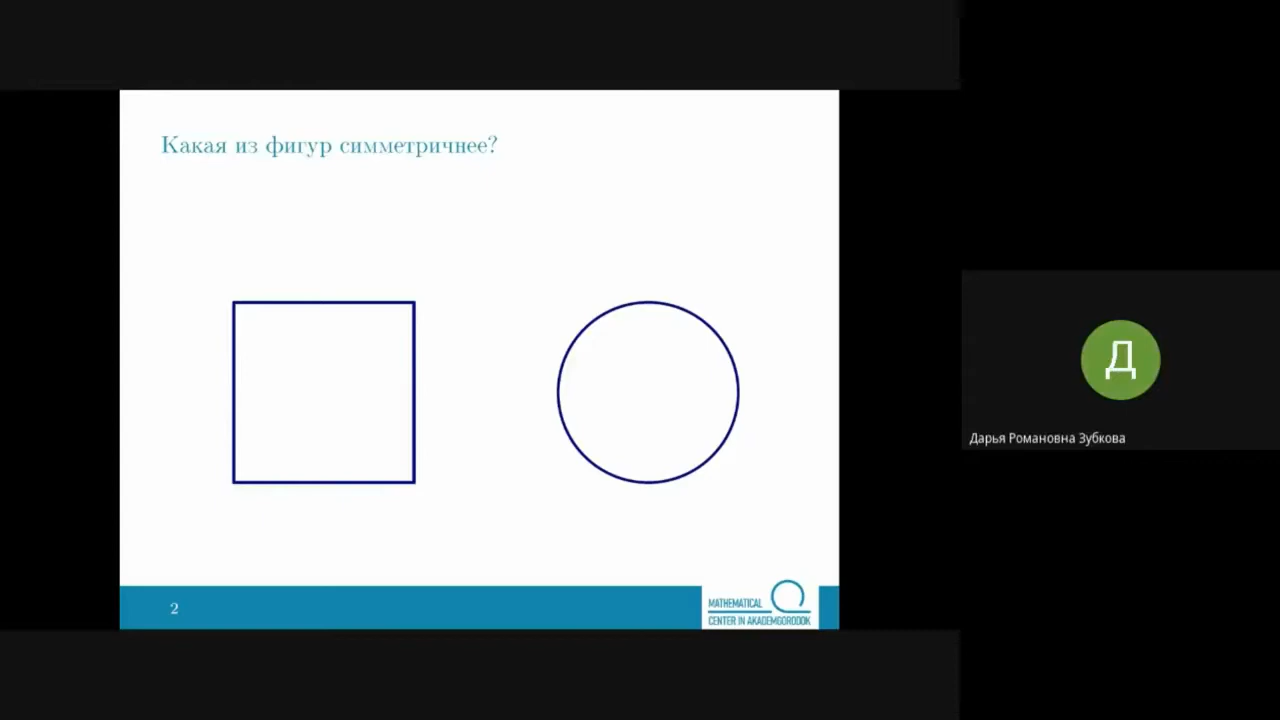 Какая из фигур симметричнее?
Д
Дарья Романовна Зубкова
2
MATHEMATICAL
CENTER IN AKADEMGORODOK